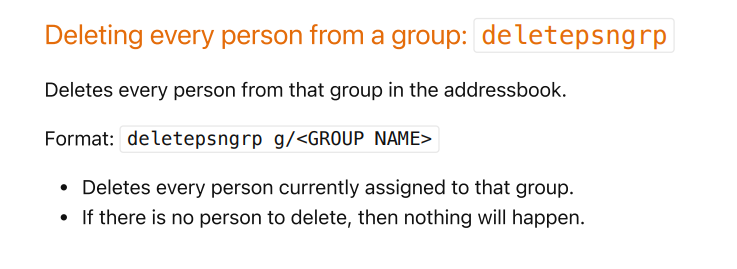 Deleting every person from a group: deletepsngrp
Deletes every person from that group in the addressbook.
Format: deletepsngrp g/<GROUP NAME>
• Deletes every person currently assigned to that group.
• If there is no person to delete, then nothing will happen.